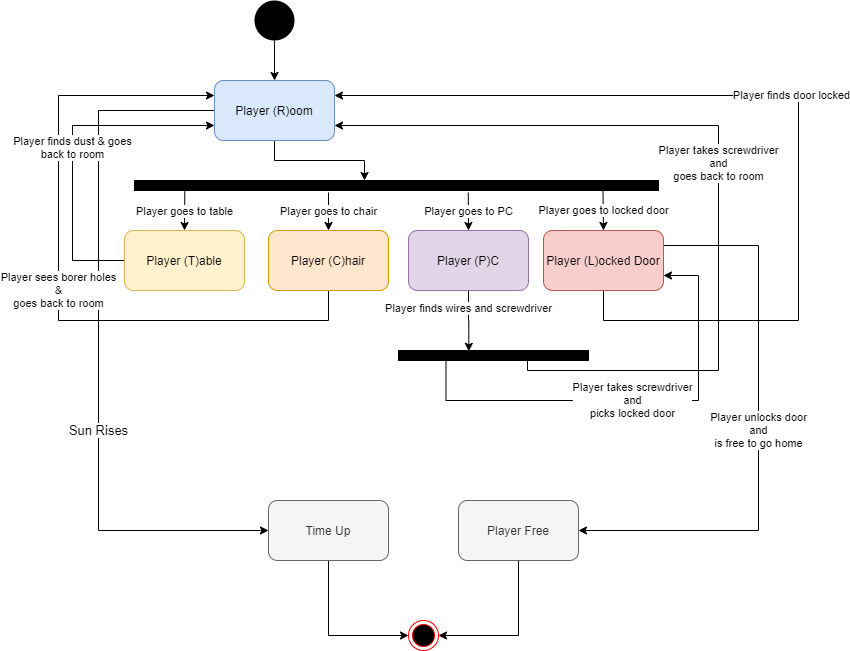 Player (R)oom
Player finds door locked
Player finds dust & goes
back to room
Player takes screwdriver
and
goes back to room
Player goes to table
Player goes to chair
Player goes to PC
Player goes to locked door
Player (T)able
Player (C)hair
Player (P)C
Player (L)ocked Door
Player sees borer holes
&
goes back to room
Player finds wires and screwdriver
Player takes screwdriver
and
picks locked door
Player unlocks door
and
is free to go home
Sun Rises
Time Up
Player Free